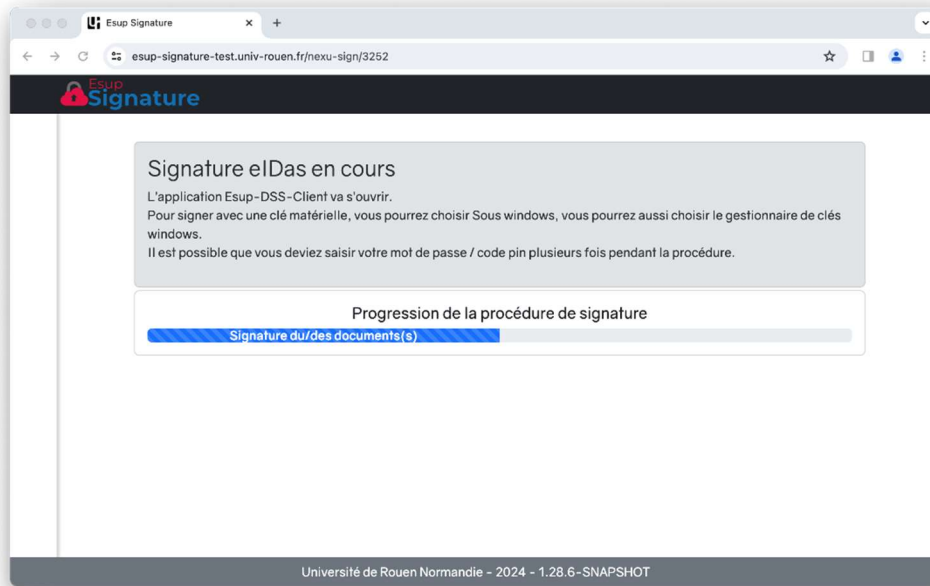 Esup Signature
esup-signature-test.univ-rouen.fr/nexu-sign/3252
Esup
Signature
Signature eIDas en cours
L'application Esup-DSS-Client va s'ouvrir.
Pour signer avec une clé matérielle, vous pourrez choisir Sous windows, vous pourrez aussi choisir le gestionnaire de clés
windows.
Il est possible que vous deviez saisir votre mot de passe / code pin plusieurs fois pendant la procédure.
Progression de la procédure de signature
Signature du/des documents(s)
Université de Rouen Normandie - 2024 - 1.28.6-SNAPSHOT